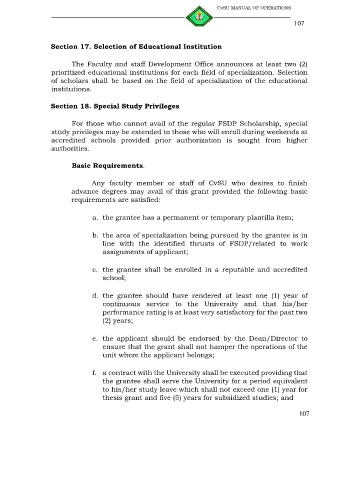 CvSU MANUAL OF OPERATIONS
107
Section 17. Selection of Educational Institution
The Faculty and staff Development Office announces at least two (2)
prioritized educational institutions for each field of specialization. Selection
of scholars shall be based on the field of specialization of the educational
institutions.
Section 18. Special Study Privileges
For those who cannot avail of the regular FSDP Scholarship, special
study privileges may be extended to those who will enroll during weekends at
accredited schools provided prior authorization is sought from higher
authorities.
Basic Requirements.
Any faculty member or staff of CvSU who desires to finish
advance degrees may avail of this grant provided the following basic
requirements are satisfied:
a. the grantee has a permanent or temporary plantilla item;
b. the area of specialization being pursued by the grantee is in
line with the identified thrusts of FSDP/related to work
assignments of applicant;
c. the grantee shall be enrolled in a reputable and accredited
school;
d. the grantee should have rendered at least one (1) year of
continuous service to the University and that his/her
performance rating is at least very satisfactory for the past two
(2) years;
e. the applicant should be endorsed by the Dean/Director to
ensure that the grant shall not hamper the operations of the
unit where the applicant belongs;
f. a contract with the University shall be executed providing that
the grantee shall serve the University for a period equivalent
to his/her study leave which shall not exceed one (1) year for
thesis grant and five (5) years for subsidized studies; and
107